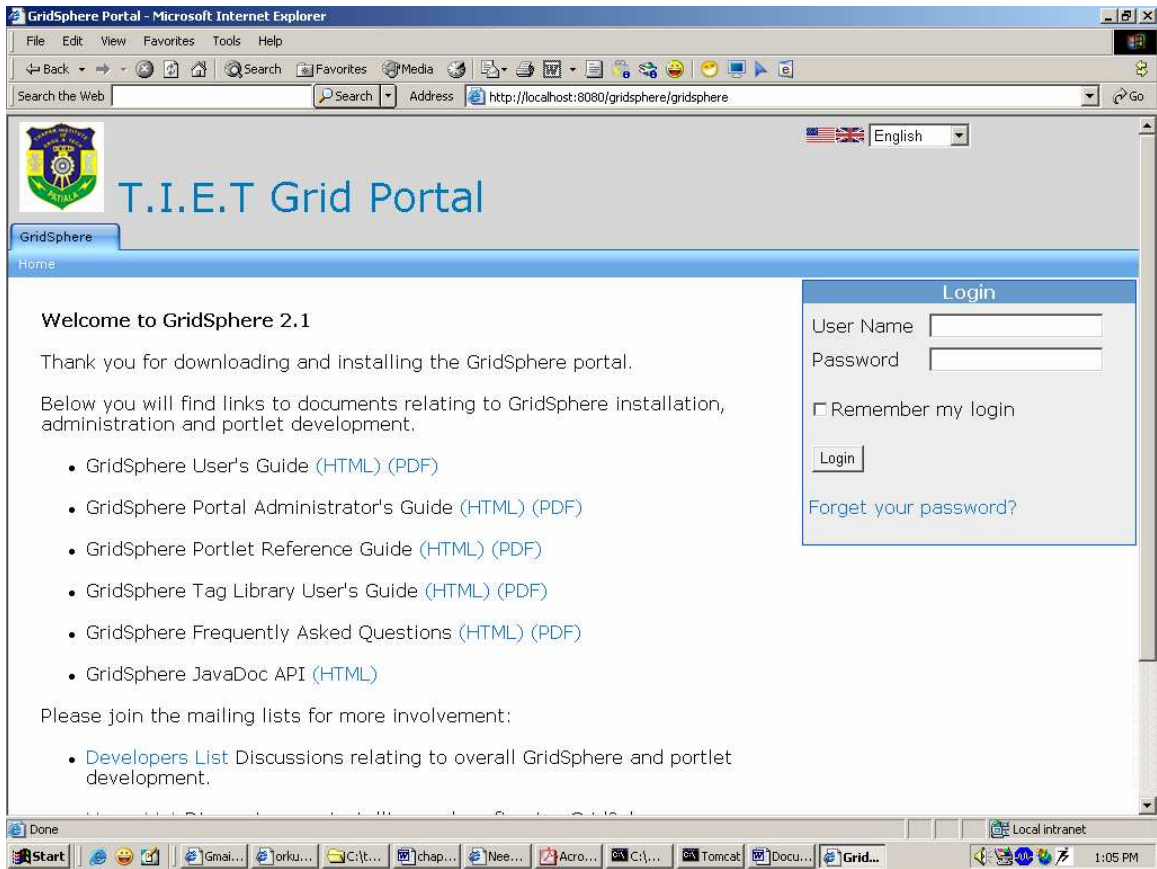 GridSphere Portal - Microsoft Internet Explorer
File Edit View Favorites Tools Help
Back Search Favorites Media
Search the Web Search Address http://localhost:8080/gridsphere/gridsphere Go
English
PATIALA
T.I.E.T Grid Portal
GridSphere
Home
Login
User Name
Password
Remember my login
Login
Forget your password?
Welcome to GridSphere 2.1
Thank you for downloading and installing the GridSphere portal.
Below you will find links to documents relating to GridSphere installation,
administration and portlet development.
• GridSphere User's Guide (HTML) (PDF)
• GridSphere Portal Administrator's Guide (HTML) (PDF)
• GridSphere Portlet Reference Guide (HTML) (PDF)
• GridSphere Tag Library User's Guide (HTML) (PDF)
• GridSphere Frequently Asked Questions (HTML) (PDF)
• GridSphere JavaDoc API (HTML)
Please join the mailing lists for more involvement:
• Developers List Discussions relating to overall GridSphere and portlet
development.
Done Local intranet
Start Gmai... orku... C:\t... chap... Nee... Acro... C:\... Tomcat Docu... Grid... 1:05 PM